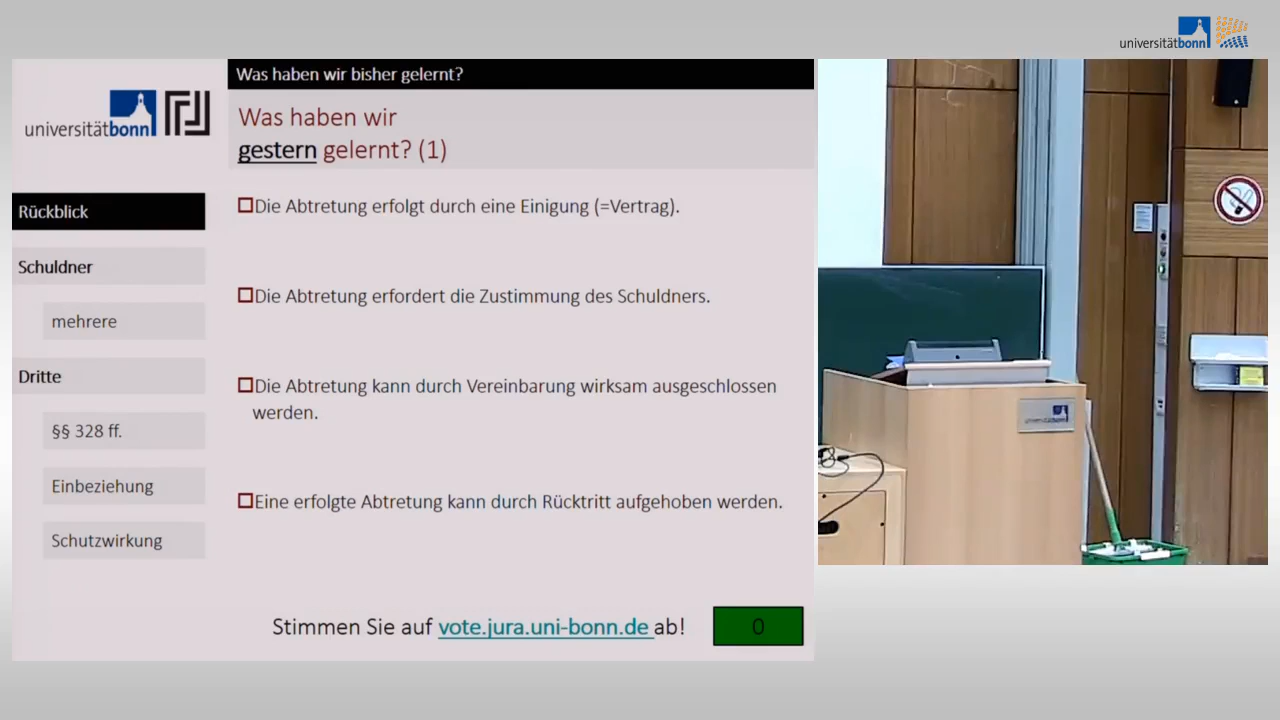 universitätbonn
Was haben wir bisher gelernt?
universitätbonn
Was haben wir
gestern gelernt? (1)
Rückblick
Schuldner
mehrere
Dritte
§§ 328 ff.
Einbeziehung
Schutzwirkung
Die Abtretung erfolgt durch eine Einigung (=Vertrag).
Die Abtretung erfordert die Zustimmung des Schuldners.
Die Abtretung kann durch Vereinbarung wirksam ausgeschlossen
werden.
Eine erfolgte Abtretung kann durch Rücktritt aufgehoben werden.
Stimmen Sie auf vote.jura.uni-bonn.de ab!
0
universitätbonn